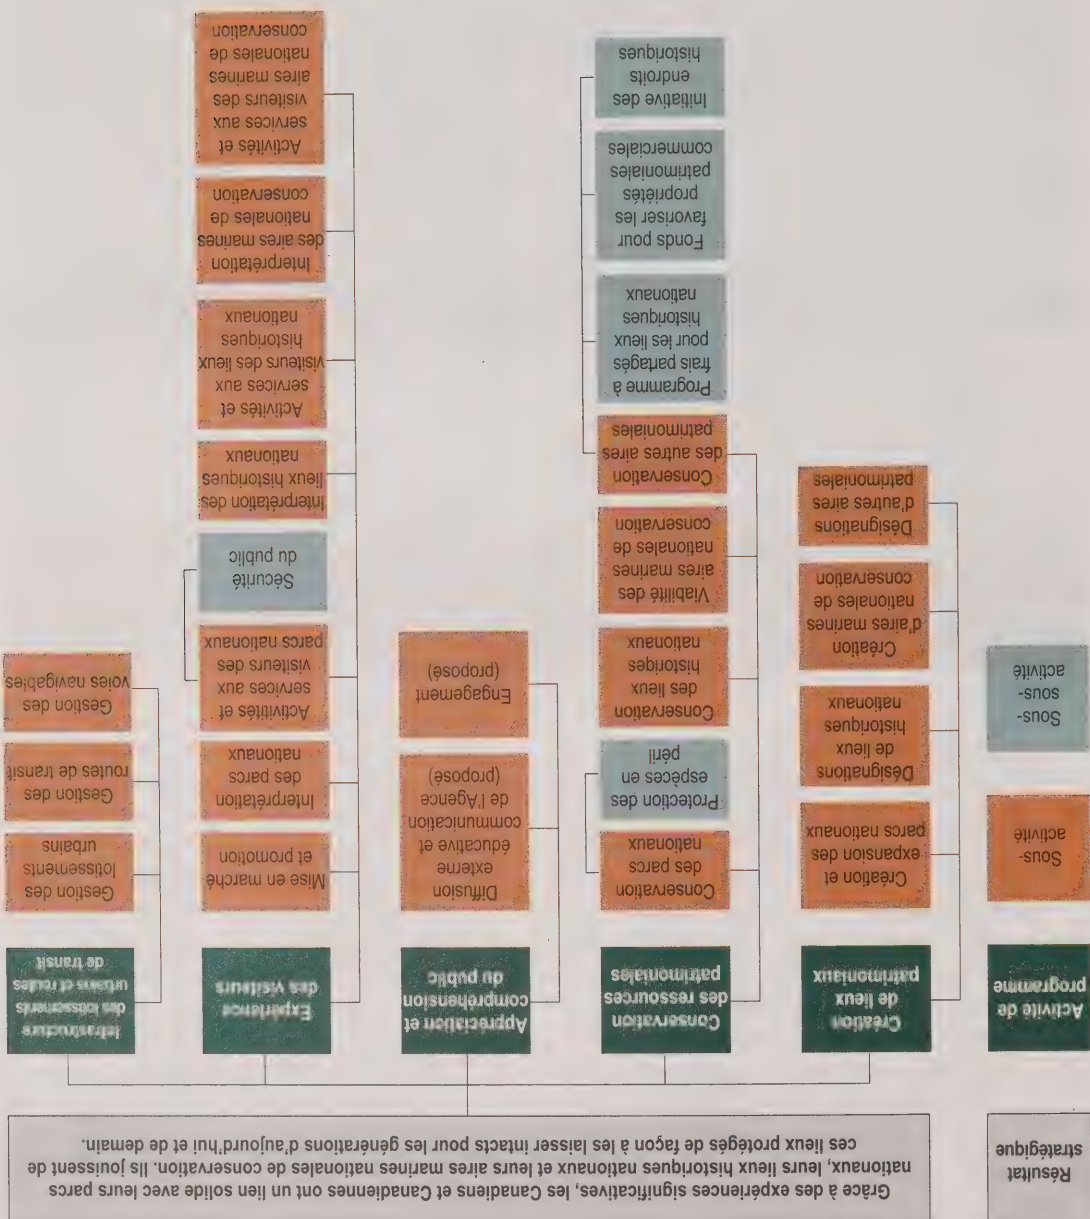 Résultat
stratégique
Grâce à des expériences significatives, les Canadiens et Canadiennes ont un lien solide avec leurs parcs
nationaux, leurs lieux historiques nationaux et leurs aires marines nationales de conservation. Ils jouissent de
ces lieux protégés de façon à les laisser intacts pour les générations d'aujourd'hui et de demain.
Activité de
programme
Sous-
activité
Sous-
sous-
activité
Création
de lieux
patrimoniaux
Création et
expansion des
parcs nationaux
Désignations
de lieux
historiques
nationaux
Création
d'aires marines
nationales de
conservation
Désignations
d'autres aires
patrimoniales
Conservation
des ressources
patrimoniales
Conservation
des parcs
nationaux
Protection des
espèces en
péril
Conservation
des lieux
historiqes
nationaux
Viabilité des
aires marines
nationales de
conservation
Conservation
des autres aires
patrimoniales
Programme à
frais partagés
pour les lieux
historiques
nationaux
Fonds pour
favoriser les
propriétés
patrimoniales
commerciales
Initiative des
endroits
historiques
Appréciation et
compréhension
du public
Diffusion
externe
éducative et
communication
de l'Agence
(proposé)
Engagement
(proposé)
Expérience
des visiteurs
Mise en marché
et promotion
Interprétation
des parcs
nationaux
Activités et
services aux
visiteurs des
parcs nationaux
Sécurité
du public
Interprétation des
lieux historiques
nationaux
Activités et
services aux
visiteurs des lieux
historiques
nationaux
Interprétation
des aires marines
nationales de
conservation
Activités et
services aux
visiteurs des
aires marines
nationales de
conservation
Infrastructure
des lotissements
urbains et routes
de transit
Gestion des
lotissements
urbains
Gestion des
routes de transit
Gestion des
voies navigables